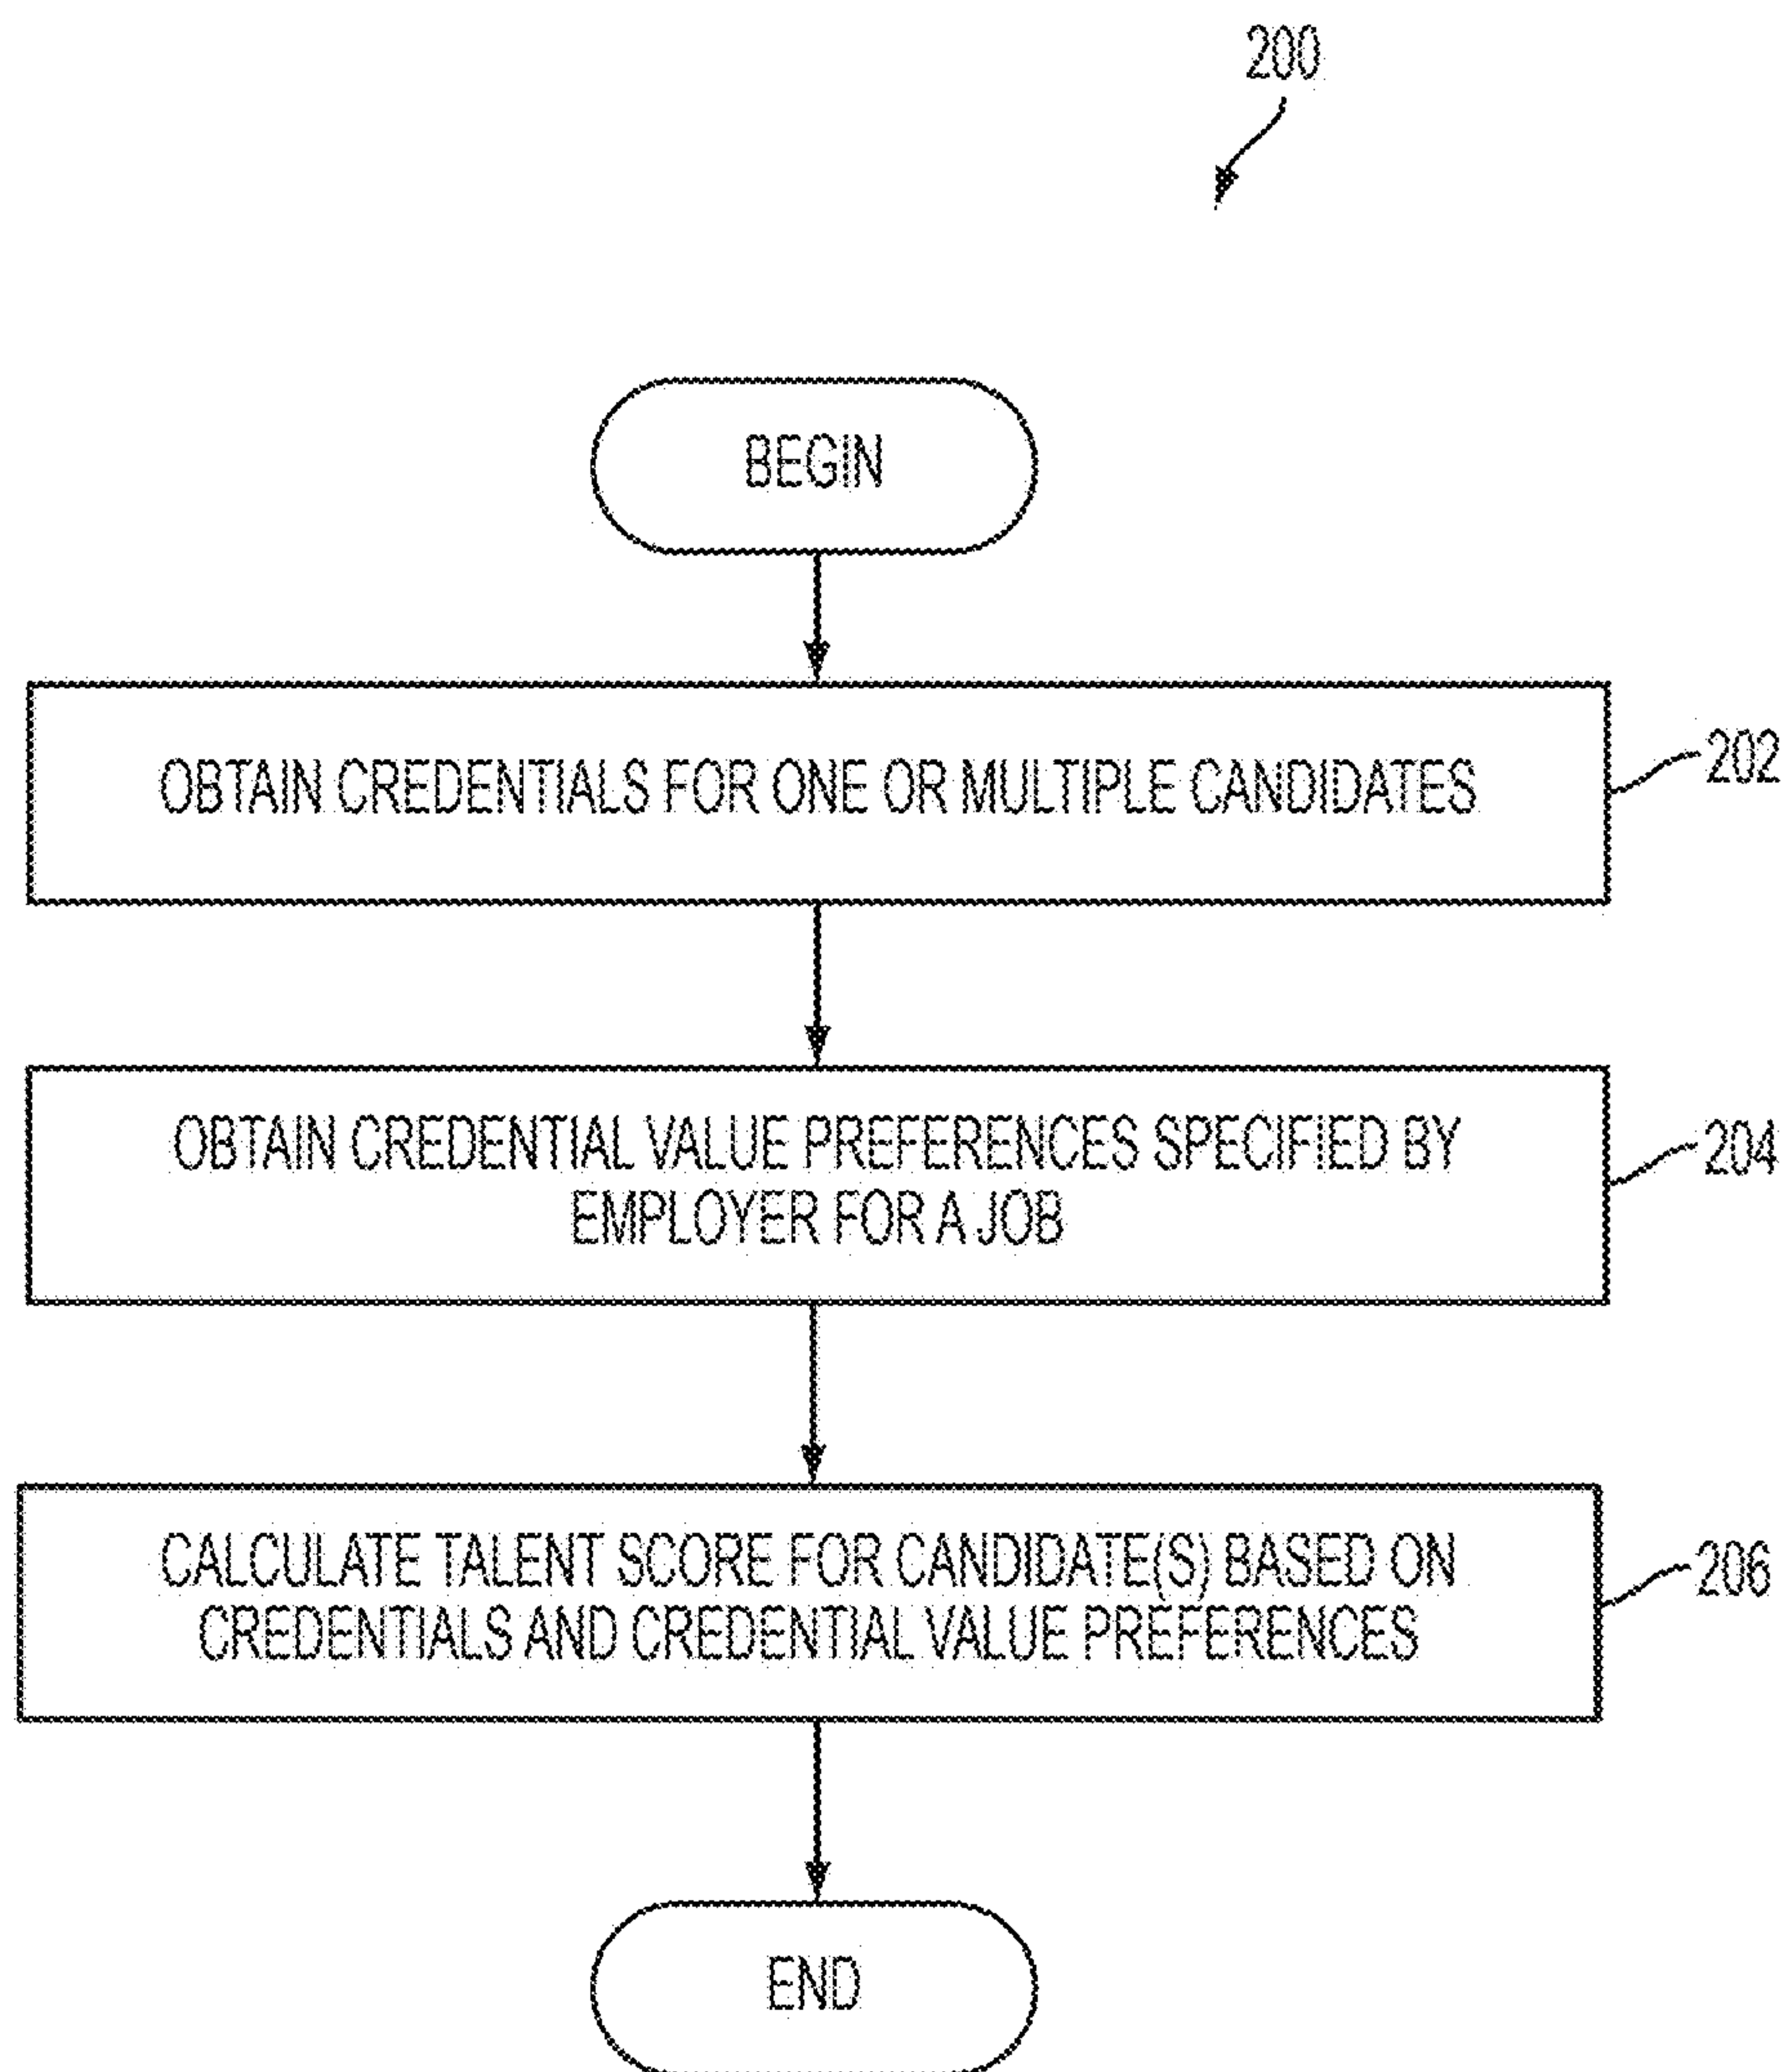 200
BEGIN
OBTAIN CREDENTIALS FOR ONE OR MULTIPLE CANDIDATES
202
OBTAIN CREDENTIAL VALUE PREFERENCES SPECIFIED BY
EMPLOYER FOR A JOB
204
CALCULATE TALENT SCORE FOR CANDIDATE(S) BASED ON
CREDENTIALS AND CREDENTIAL VALUE PREFERENCES
206
END